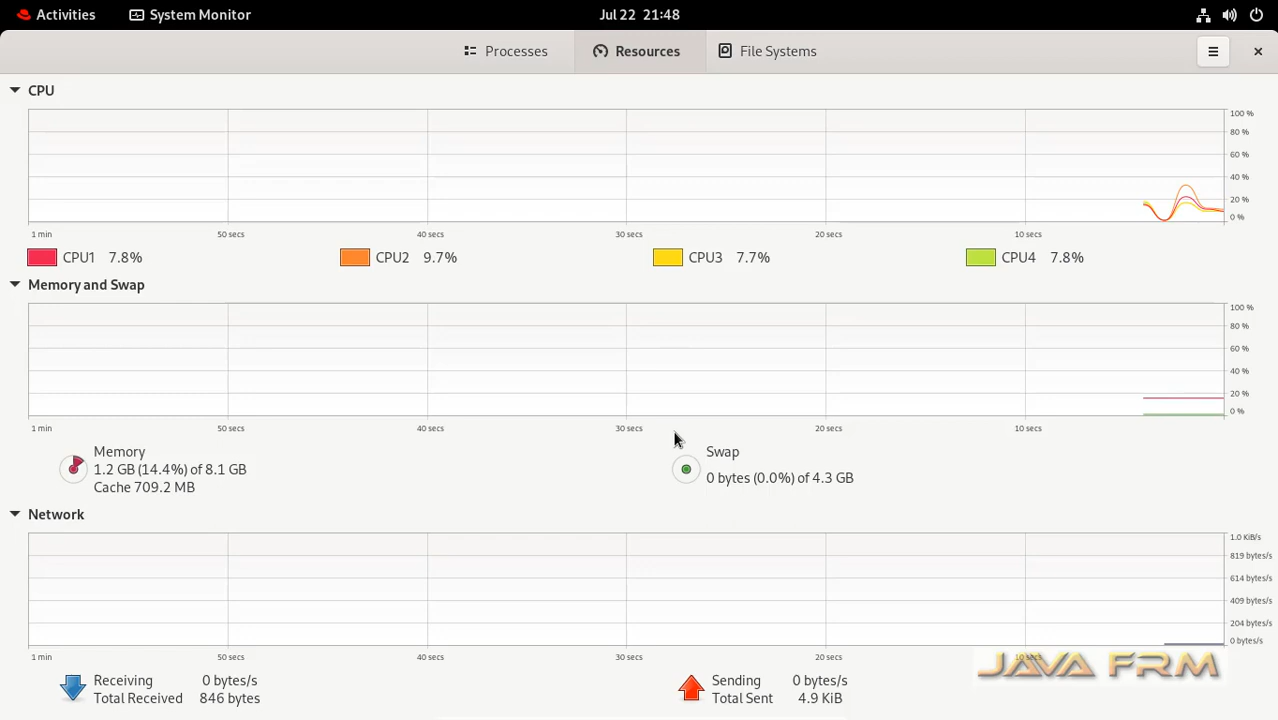 Activities System Monitor Jul 22 21:48
Processes Resources File Systems
CPU
100 %
80 %
60 %
40 %
20 %
0 %
1 min 50 secs 40 secs 30 secs 20 secs 10 secs
CPU1 7.8% CPU2 9.7% CPU3 7.7% CPU4 7.8%
Memory and Swap
100 %
80 %
60 %
40 %
20 %
0 %
1 min 50 secs 40 secs 30 secs 20 secs 10 secs
Memory
1.2 GB (14.4%) of 8.1 GB
Cache 709.2 MB
Swap
0 bytes (0.0%) of 4.3 GB
Network
1.0 KiB/s
819 bytes/s
614 bytes/s
409 bytes/s
204 bytes/s
0 bytes/s
1 min 50 secs 40 secs 30 secs 20 secs 10 secs
Receiving 0 bytes/s
Total Received 846 bytes
Sending 0 bytes/s
Total Sent 4.9 KiB
JAVA FRM